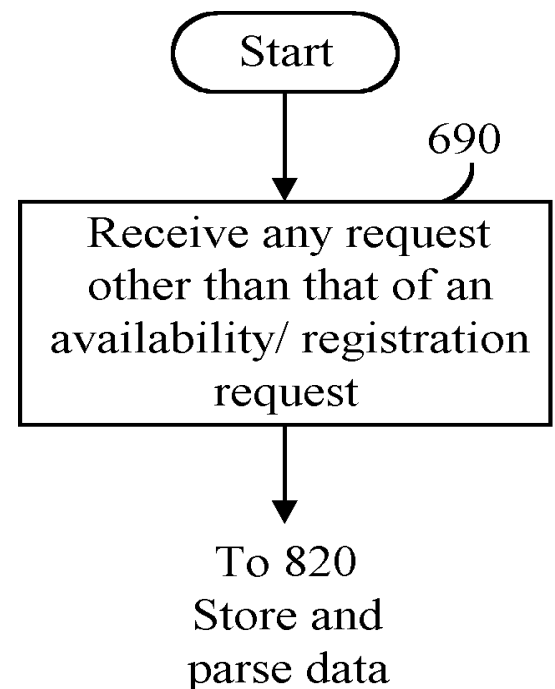 Start
690
Receive any request
other than that of an
availability/ registration
request
To 820
Store and
parse data